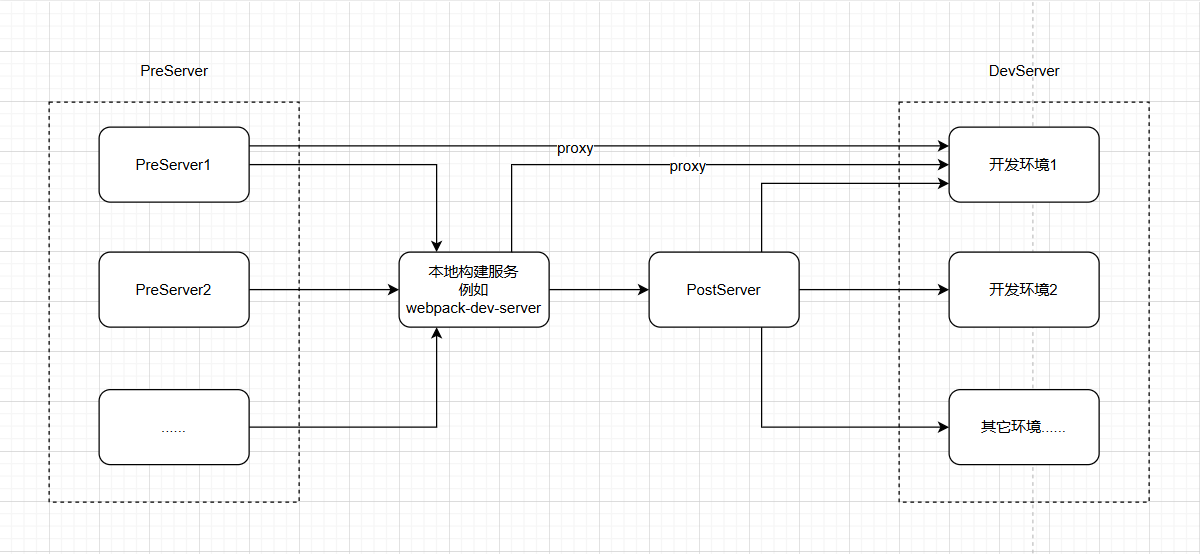 PreServer
DevServer
PreServer1
proxy
proxy
开发环境1
PreServer2
本地构建服务
例如
webpack-dev-server
PostServer
开发环境2
......
其它环境......